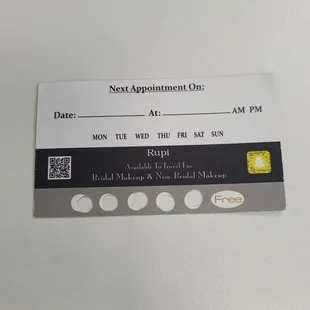 Next Appointment On:
Date: At: AM PM
MON TUE WED THU FRI SAT SUN
Rupi
Available To Travel For
Bridal Makeup & Non Bridal Makeup
Free